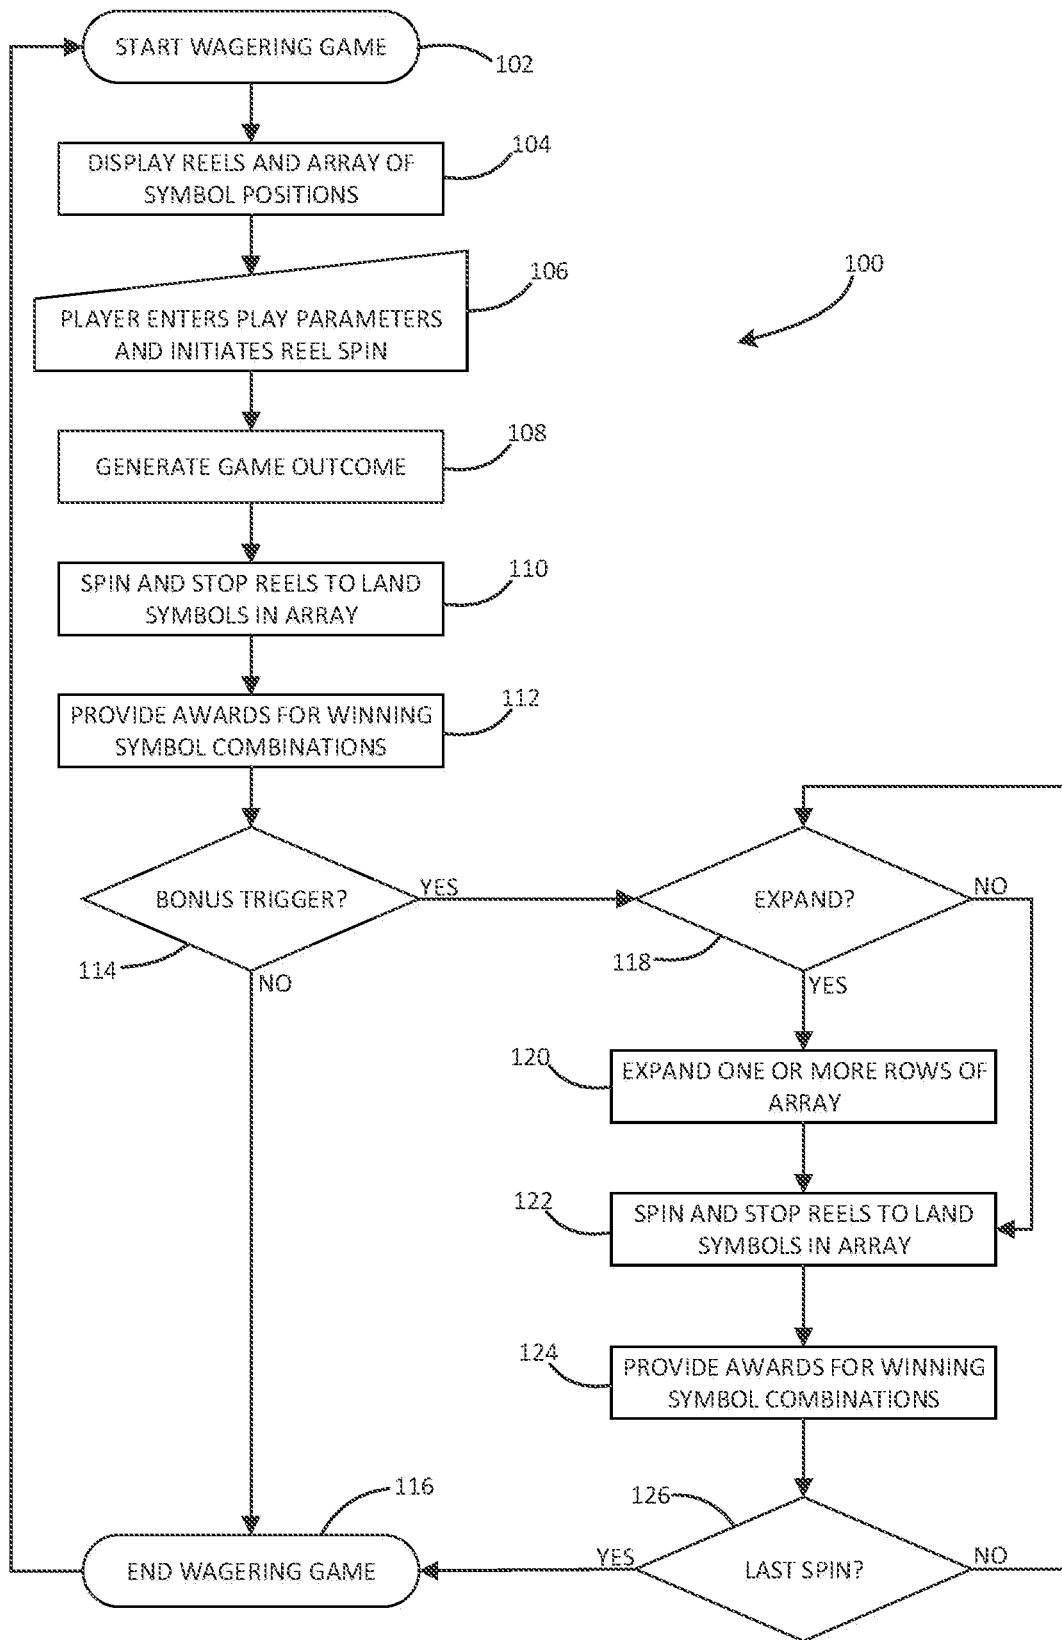 START WAGERING GAME
102
DISPLAY REELS AND ARRAY OF
SYMBOL POSITIONS
104
PLAYER ENTERS PLAY PARAMETERS
AND INITIATES REEL SPIN
106
100
GENERATE GAME OUTCOME
108
SPIN AND STOP REELS TO LAND
SYMBOLS IN ARRAY
110
PROVIDE AWARDS FOR WINNING
SYMBOL COMBINATIONS
112
BONUS TRIGGER?
YES
114
NO
EXPAND?
NO
118
YES
120
EXPAND ONE OR MORE ROWS OF
ARRAY
122
SPIN AND STOP REELS TO LAND
SYMBOLS IN ARRAY
124
PROVIDE AWARDS FOR WINNING
SYMBOL COMBINATIONS
126
LAST SPIN?
YES
NO
116
END WAGERING GAME